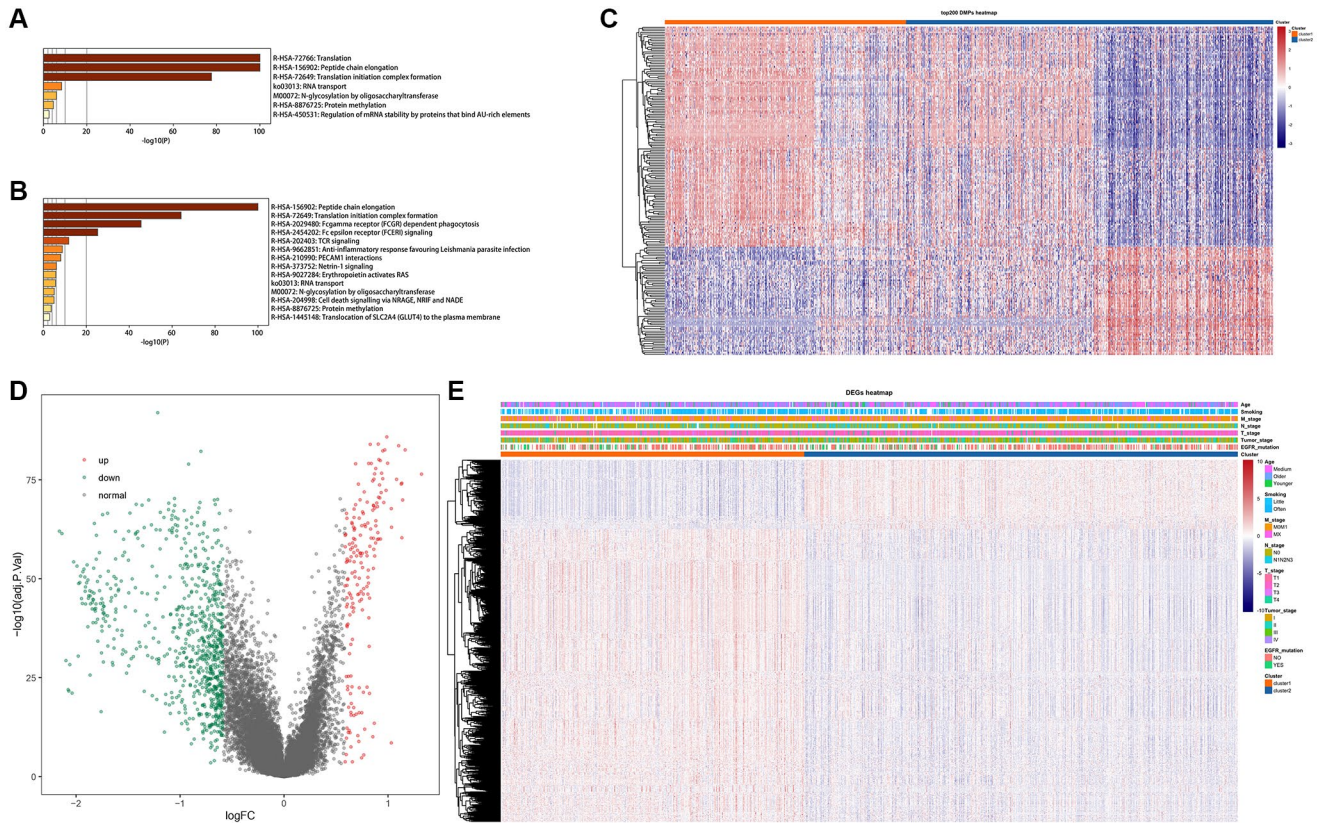 A
R-HSA-72766: Translation
R-HSA-156902: Peptide chain elongation
R-HSA-72649: Translation initiation complex formation
ko03013: RNA transport
M00072: N-glycosylation by oligosaccharyltransferase
R-HSA-8876725: Protein methylation
R-HSA-450531: Regulation of mRNA stability by proteins that bind AU-rich elements
0 20 40 60 80 100
-log10(P)
B
R-HSA-156902: Peptide chain elongation
R-HSA-72649: Translation initiation complex formation
R-HSA-2029480: Fcgamma receptor (FCGR) dependent phagocytosis
R-HSA-2454202: Fc epsilon receptor (FCERI) signaling
R-HSA-202403: TCR signaling
R-HSA-9662851: Anti-inflammatory response favouring Leishmania parasite infection
R-HSA-210990: PECAM1 interactions
R-HSA-373752: Netrin-1 signaling
R-HSA-9027284: Erythropoietin activates RAS
ko03013: RNA transport
M00072: N-glycosylation by oligosaccharyltransferase
R-HSA-204998: Cell death signalling via NRAGE, NRIF and NADE
R-HSA-8876725: Protein methylation
R-HSA-1445148: Translocation of SLC2A4 (GLUT4) to the plasma membrane
0 20 40 60 80 100
-log10(P)
C
top200 DMPs heatmap
Cluster
3
2
1
0
-1
-2
-3
Cluster
cluster1
cluster2
D
up
down
normal
75
50
25
0
−log10(adj.P.Val)
−2 −1 0 1
logFC
E
DEGs heatmap
Age
Smoking
M_stage
N_stage
T_stage
Tumor_stage
EGFR_mutation
Cluster
10
5
0
-5
-10
Age
Medium
Older
Younger
Smoking
Little
Often
M_stage
M0M1
MX
N_stage
N0
N1N2N3
T_stage
T1
T2
T3
T4
Tumor_stage
I
II
III
IV
EGFR_mutation
NO
YES
Cluster
cluster1
cluster2